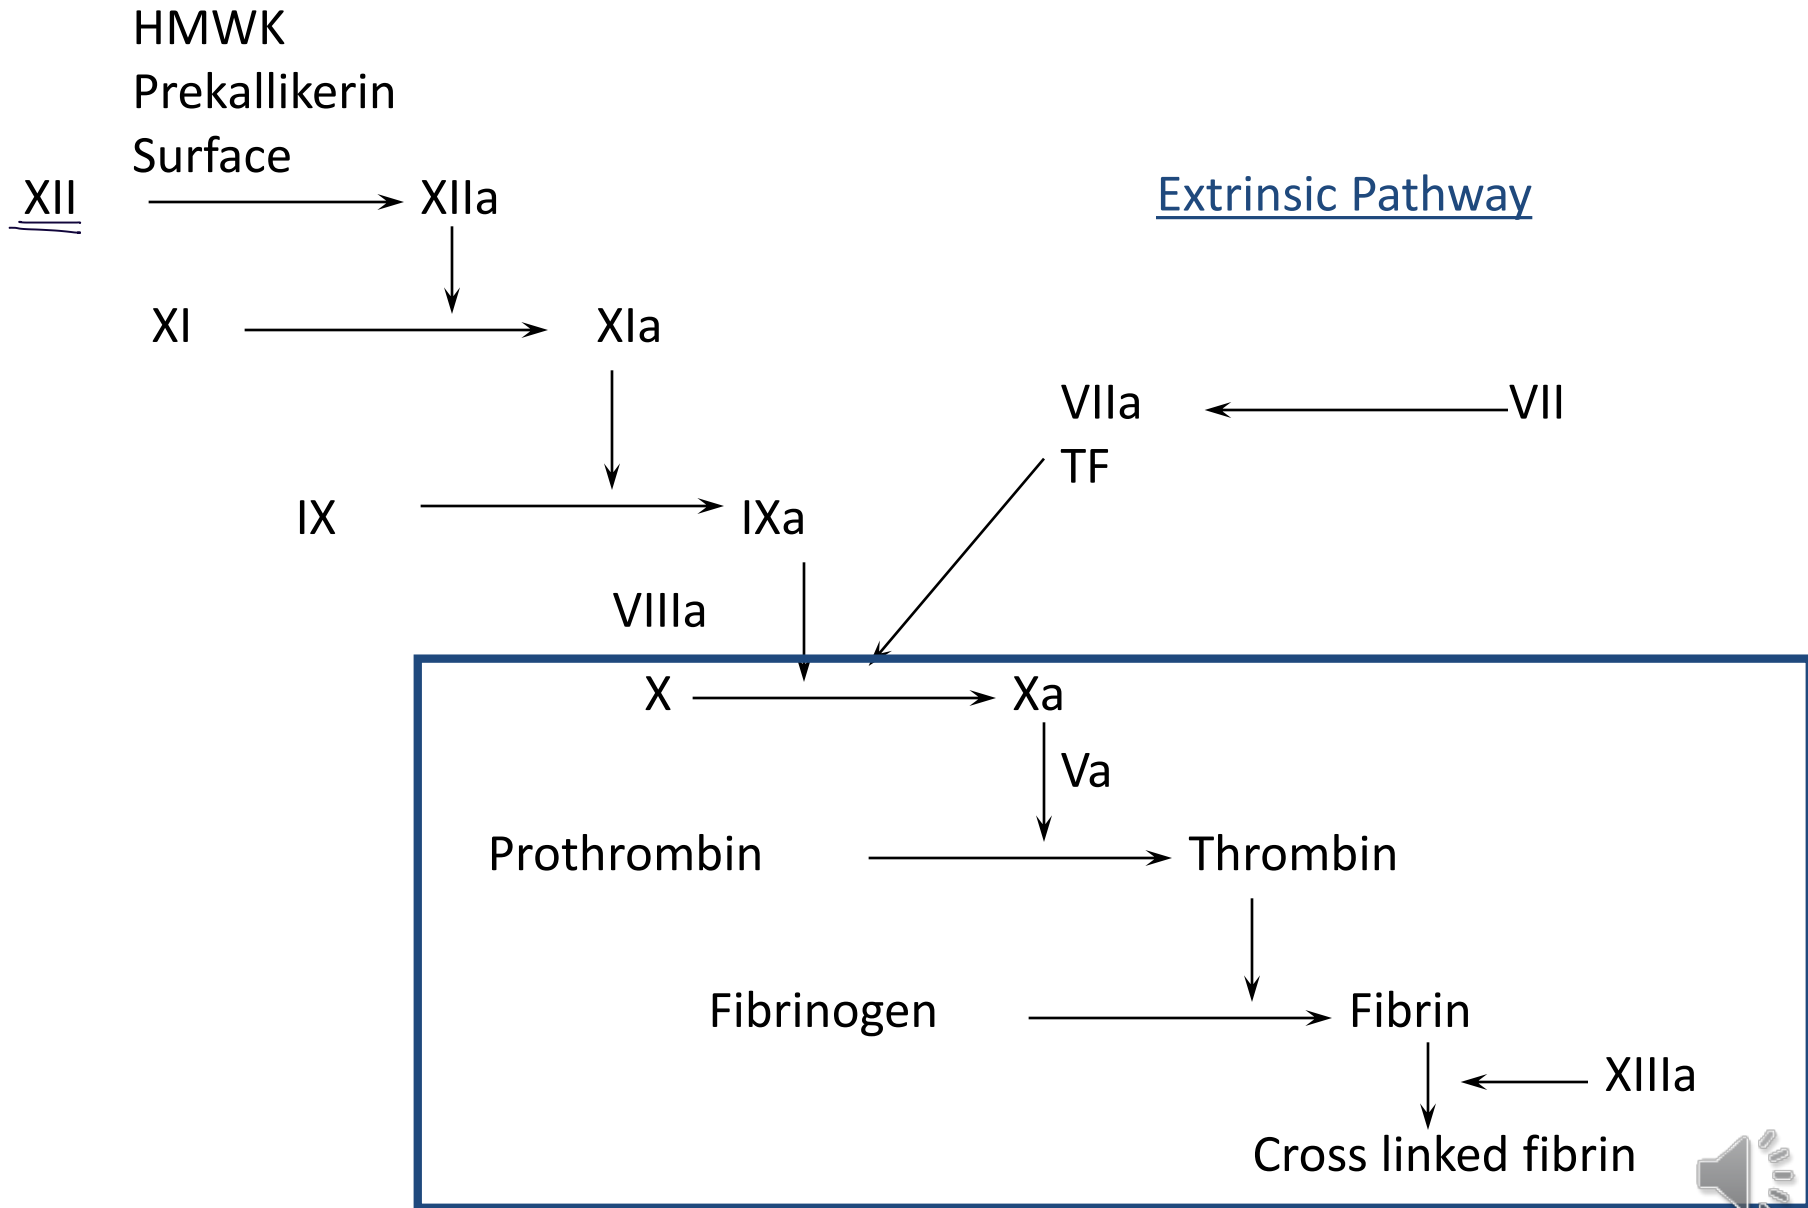 HMWK
Prekallikerin
Surface
XII
XIIa
Extrinsic Pathway
XI
XIa
VIIa
VII
TF
IX
IXa
VIIIa
X
Xa
Va
Prothrombin
Thrombin
Fibrinogen
Fibrin
XIIIa
Cross linked fibrin